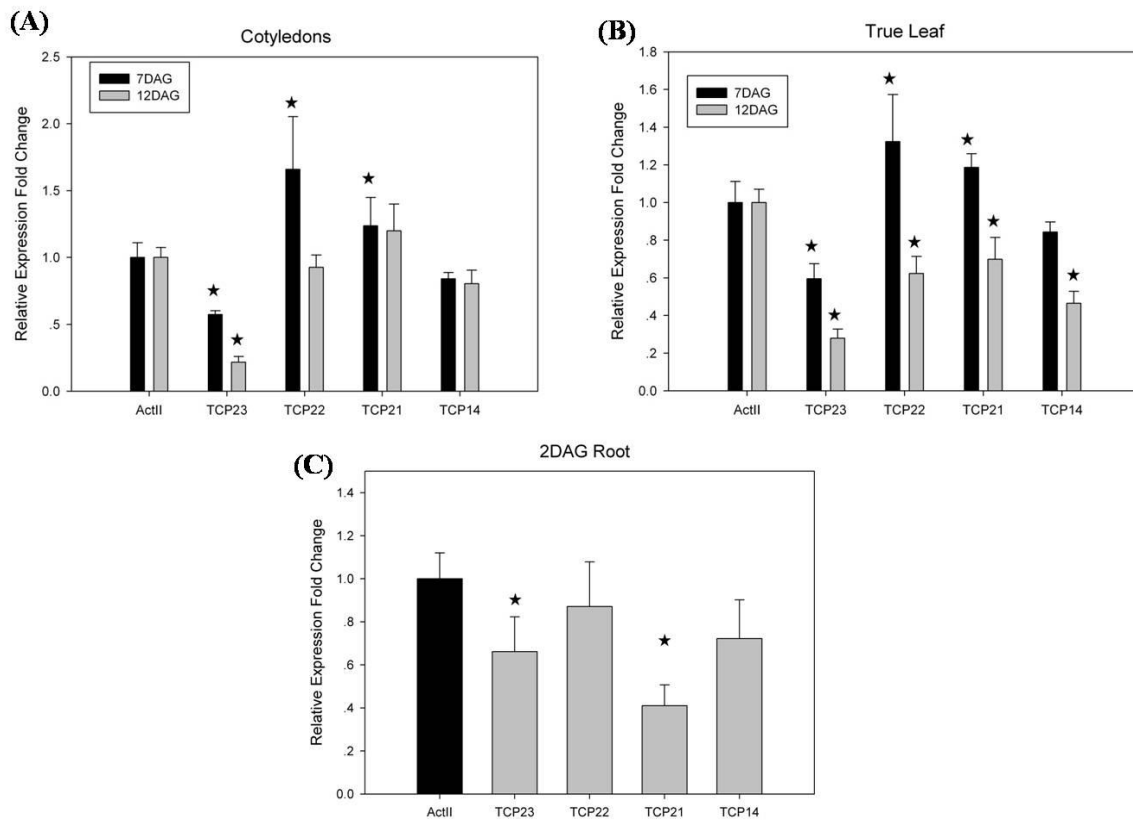 (A)
Cotyledons
Relative Expression Fold Change
2.5
2.0
1.5
1.0
.5
0.0
7DAG
12DAG
ActII TCP23 TCP22 TCP21 TCP14
(B)
True Leaf
Relative Expression Fold Change
1.8
1.6
1.4
1.2
1.0
.8
.6
.4
.2
0.0
7DAG
12DAG
ActII TCP23 TCP22 TCP21 TCP14
(C)
2DAG Root
Relative Expression Fold Change
1.4
1.2
1.0
.8
.6
.4
.2
0.0
ActII TCP23 TCP22 TCP21 TCP14